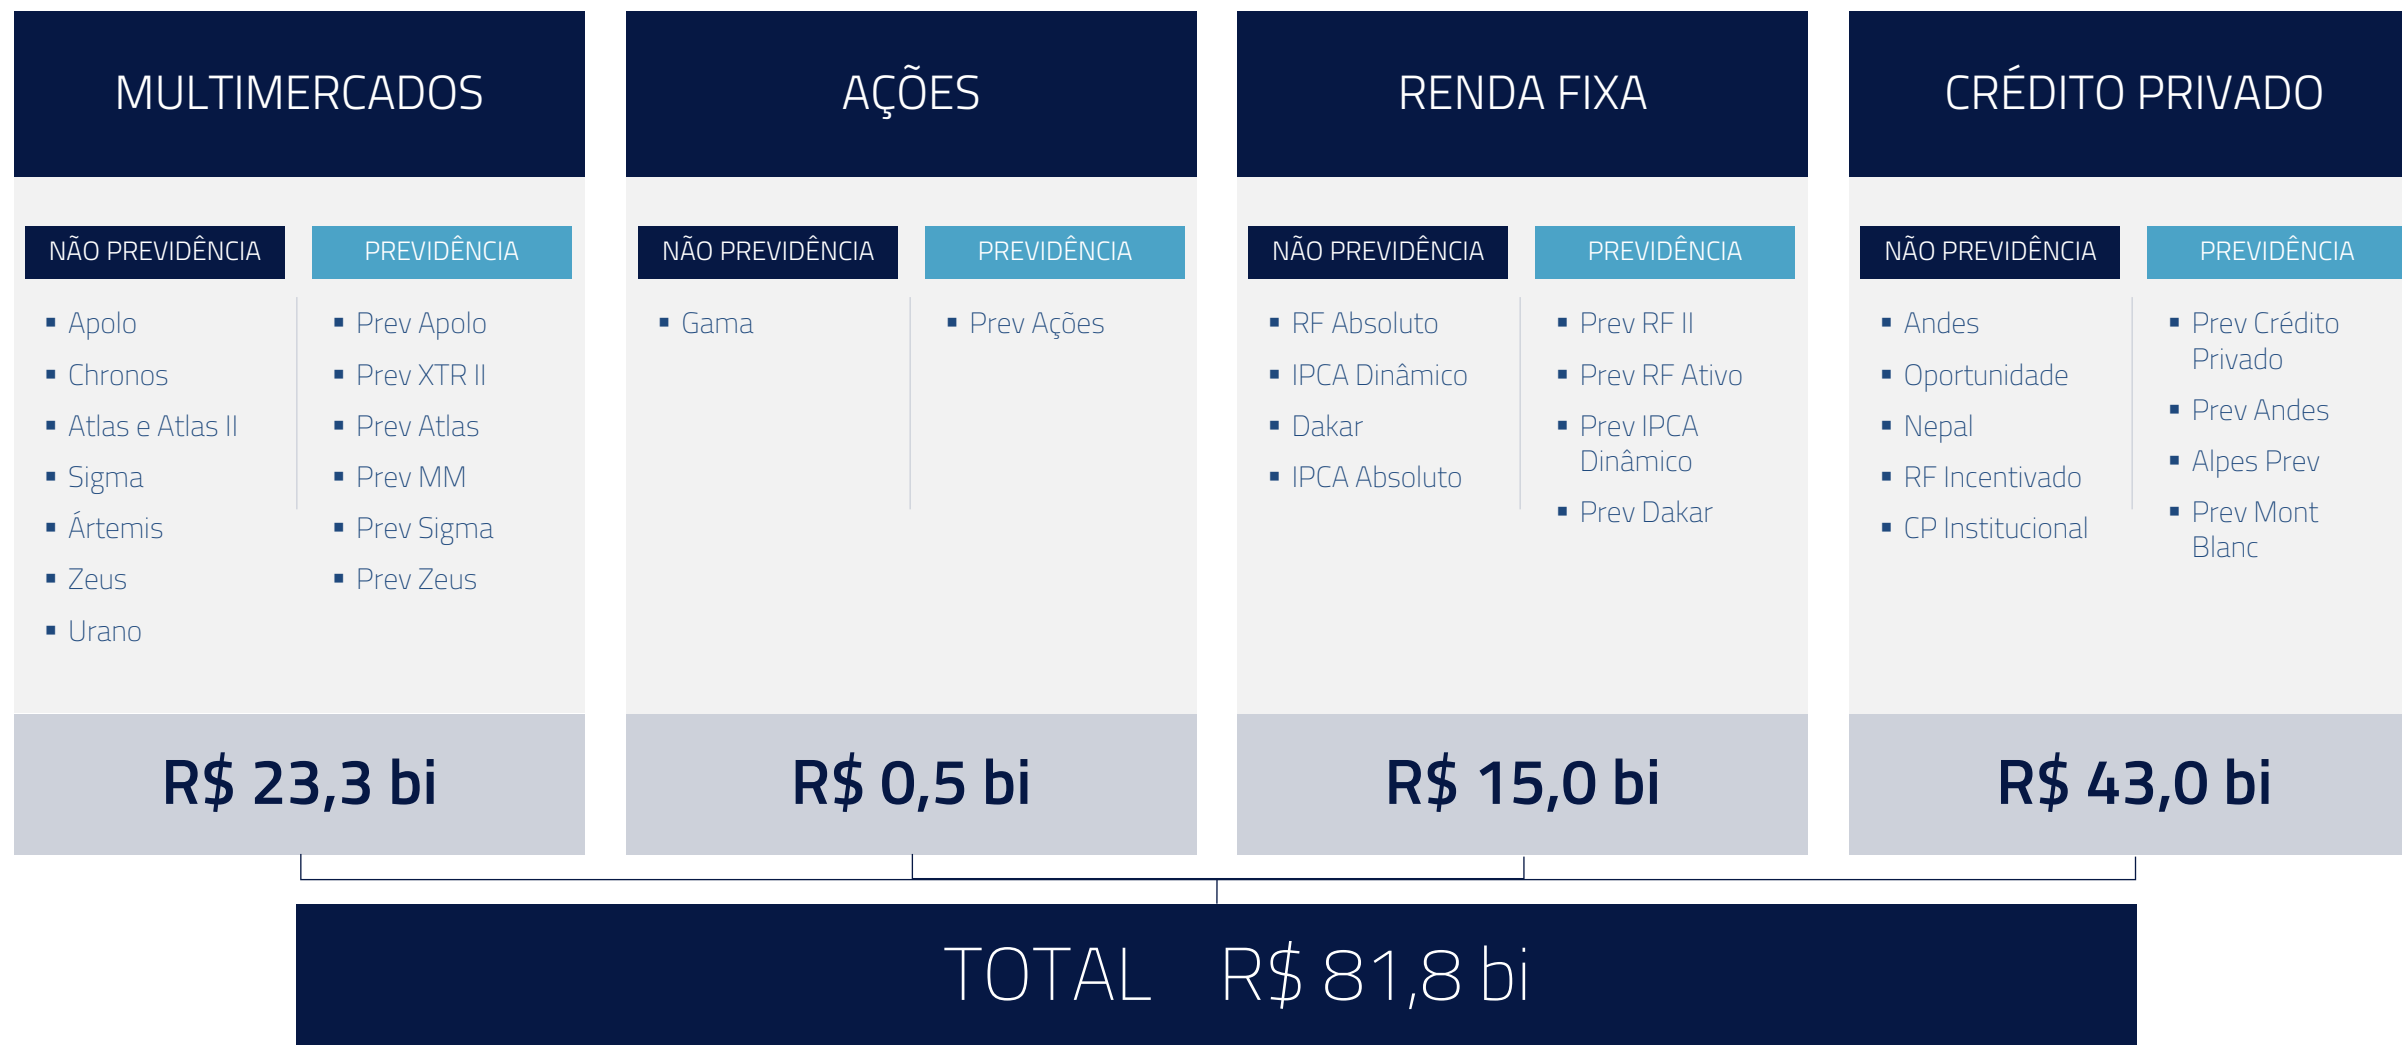 MULTIMERCADOS
NÃO PREVIDÊNCIA
▪ Apolo
▪ Chronos
▪ Atlas e Atlas II
▪ Sigma
▪ Ártemis
▪ Zeus
▪ Urano
PREVIDÊNCIA
▪ Prev Apolo
▪ Prev XTR II
▪ Prev Atlas
▪ Prev MM
▪ Prev Sigma
▪ Prev Zeus
R$ 23,3 bi
AÇÕES
NÃO PREVIDÊNCIA
▪ Gama
PREVIDÊNCIA
▪ Prev Ações
R$ 0,5 bi
RENDA FIXA
NÃO PREVIDÊNCIA
▪ RF Absoluto
▪ IPCA Dinâmico
▪ Dakar
▪ IPCA Absoluto
PREVIDÊNCIA
▪ Prev RF II
▪ Prev RF Ativo
▪ Prev IPCA
Dinâmico
▪ Prev Dakar
R$ 15,0 bi
CRÉDITO PRIVADO
NÃO PREVIDÊNCIA
▪ Andes
▪ Oportunidade
▪ Nepal
▪ RF Incentivado
▪ CP Institucional
PREVIDÊNCIA
▪ Prev Crédito
Privado
▪ Prev Andes
▪ Alpes Prev
▪ Prev Mont
Blanc
R$ 43,0 bi
TOTAL R$ 81,8 bi